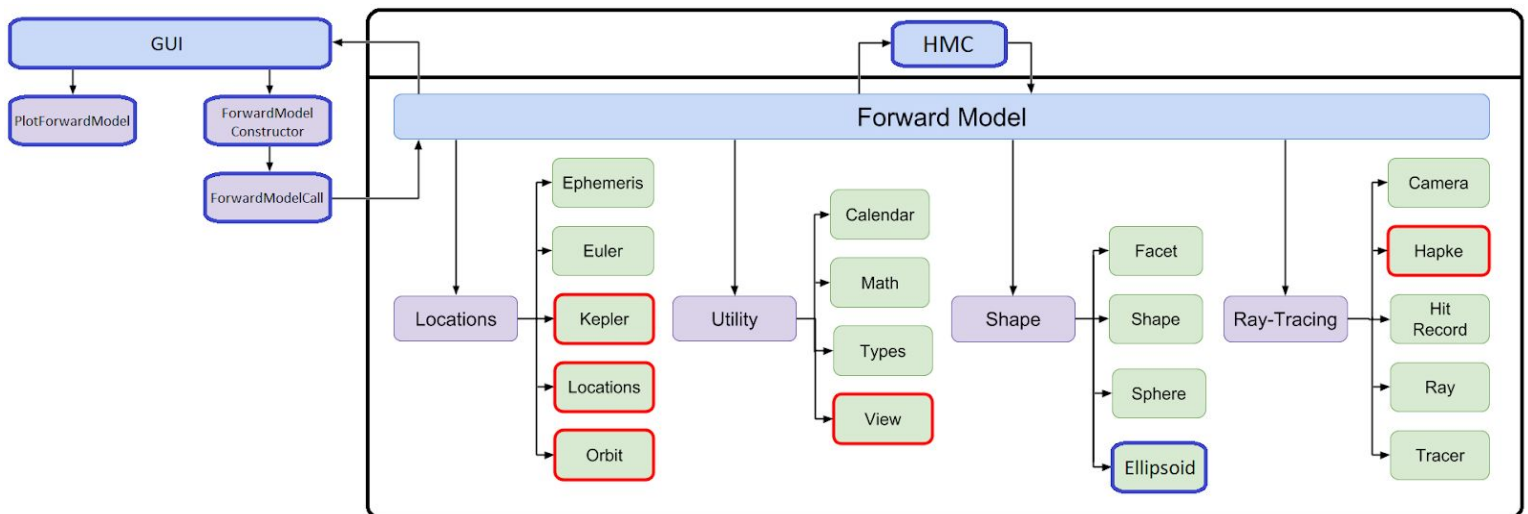 GUI
HMC
PlotForwardModel
ForwardModel
Constructor
Forward Model
ForwardModelCall
Locations
Ephemeris
Euler
Kepler
Locations
Orbit
Utility
Calendar
Math
Types
View
Shape
Facet
Shape
Sphere
Ellipsoid
Ray-Tracing
Camera
Hapke
Hit
Record
Ray
Tracer